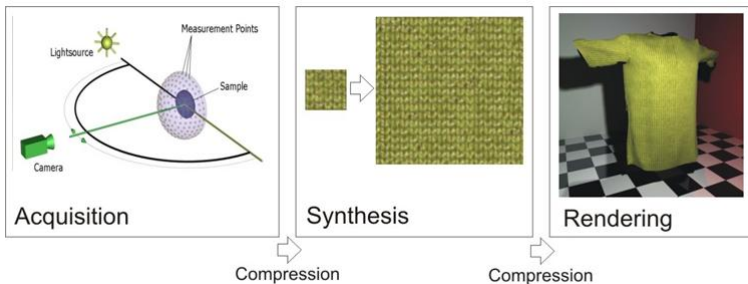 Measurement Points
Lightsource
Sample
Camera
Acquisition
Synthesis
Rendering
Compression
Compression